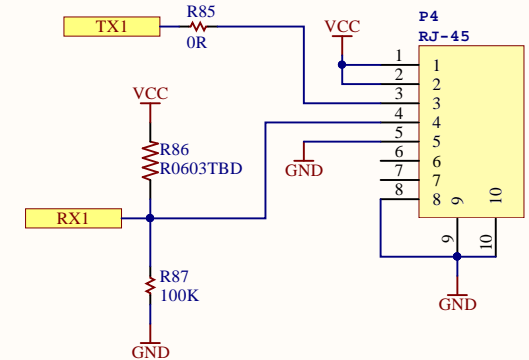 R85
TX1
0R
P4
RJ-45
VCC
1 1
2 2
3 3
4 4
5 5
6 6
7 7
8 8
9 10
9 10
GND
VCC
R86
R0603TBD
RX1
R87
100K
GND
GND